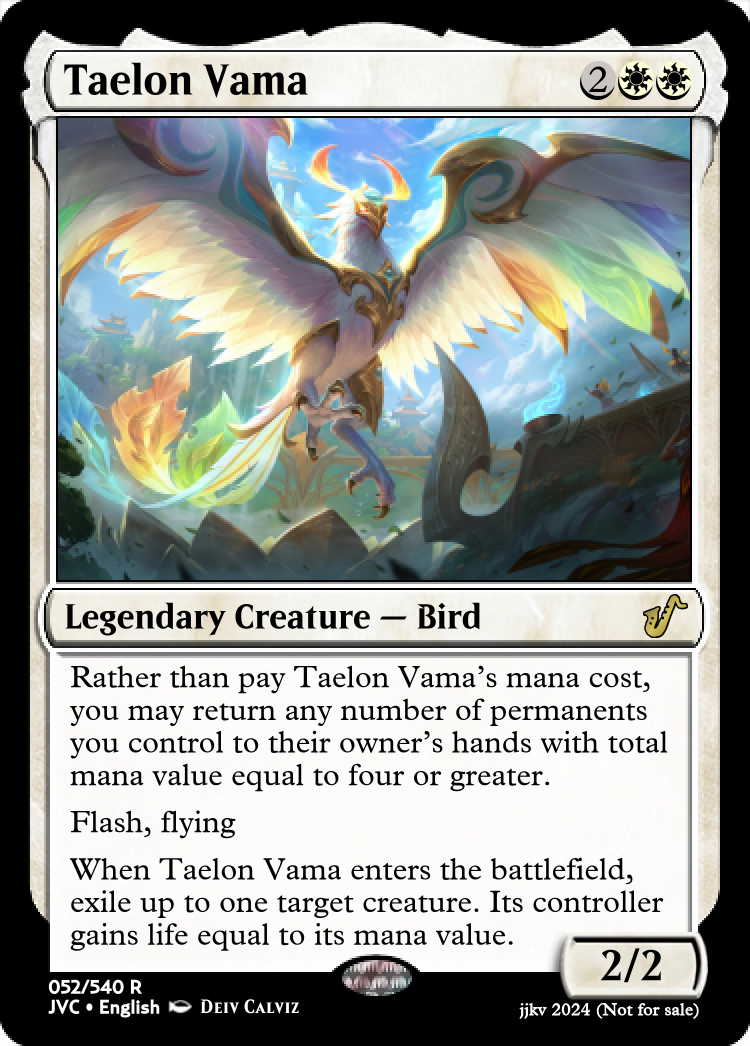 Taelon Vama 2
Legendary Creature — Bird
Rather than pay Taelon Vama's mana cost,
you may return any number of permanents
you control to their owner's hands with total
mana value equal to four or greater.
Flash, flying
When Taelon Vama enters the battlefield,
exile up to one target creature. Its controller
gains life equal to its mana value.
2/2
052/540 R
JVC • English Deiv Calviz
jjkv 2024 (Not for sale)